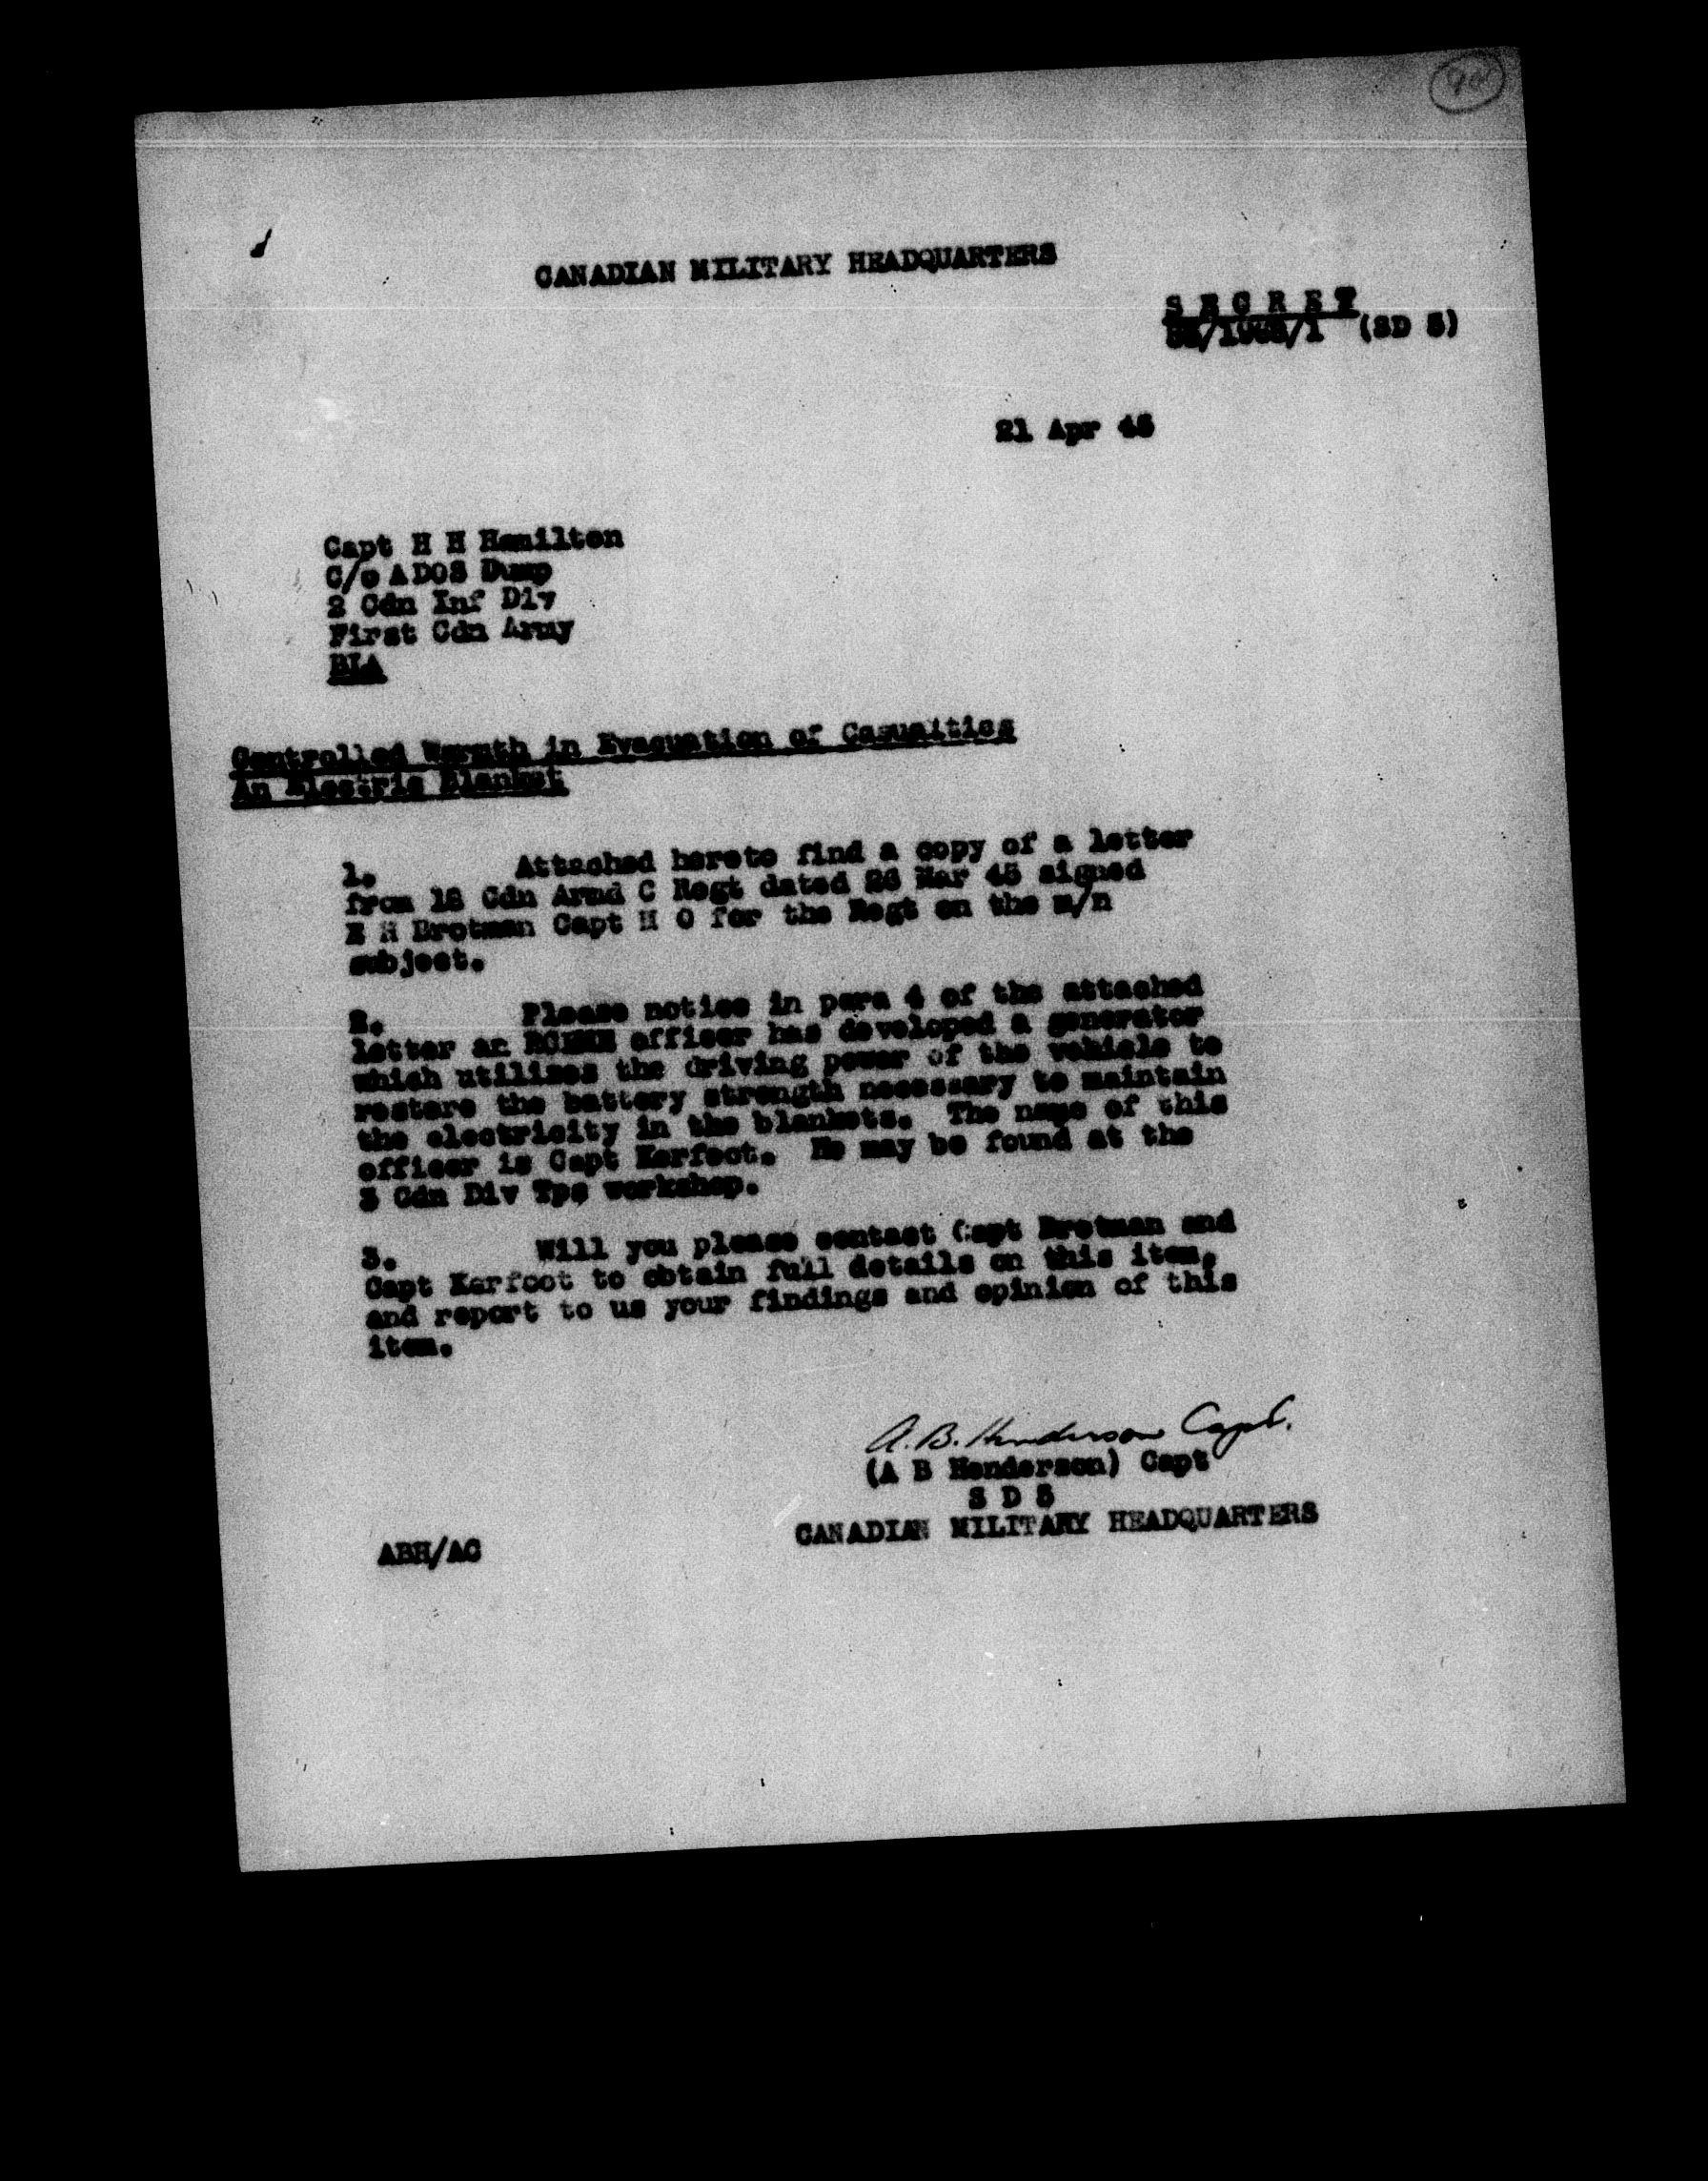 CANADIAN MILITARY HEADQUARTERS
S E C R E T
(SD 5)
21 Apr 45
Capt H H Hamilton
C/o ADOS Dump
2 Cdn Inf Div
First Cdn Army
BLA
Controlled Warmth in Evacuation of Casualties
An Electric Blanket
1. Attached hereto find a copy of a letter
from 18 Cdn Armd C Regt dated 26 Mar 45 signed
E H Brotman Capt M O for the Regt on the m/n
subject.
2. Please notice in para 4 of the attached
letter an RCEME officer has developed a generator
which utilizes the driving power of the vehicle to
restore the battery strength necessary to maintain
the electricity in the blankets. The name of this
officer is Capt Kerfoot. He may be found at the
3 Cdn Div Tps workshop.
3. Will you please contact Capt Brotman and
Capt Kerfoot to obtain full details on this item,
and report to us your findings and opinion of this
item.
A.B. Henderson Capt.
(A B Henderson) Capt
S D 5
CANADIAN MILITARY HEADQUARTERS
ABH/AC